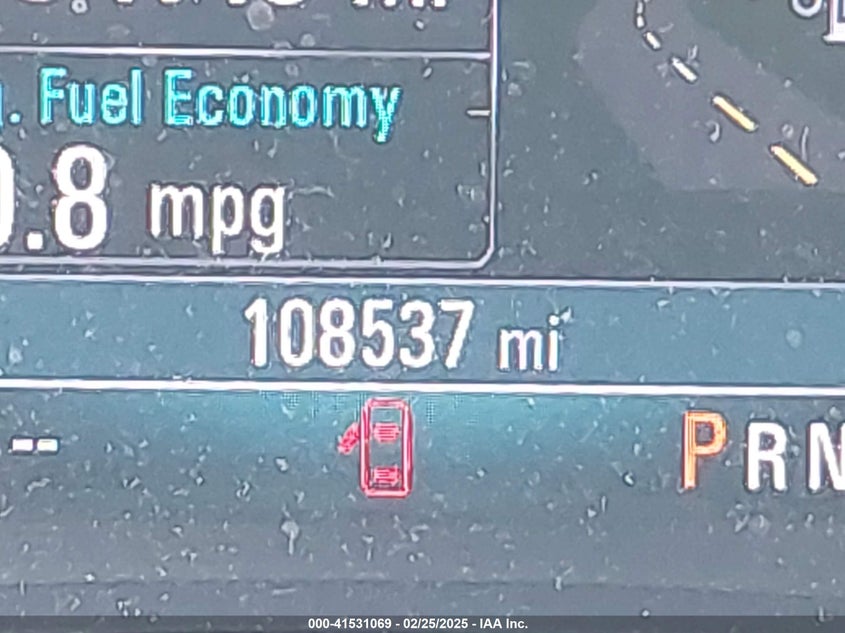 . Fuel Economy
.8 mpg
108537 mi
--
P R N
000-41531069 - 02/25/2025 - IAA Inc.